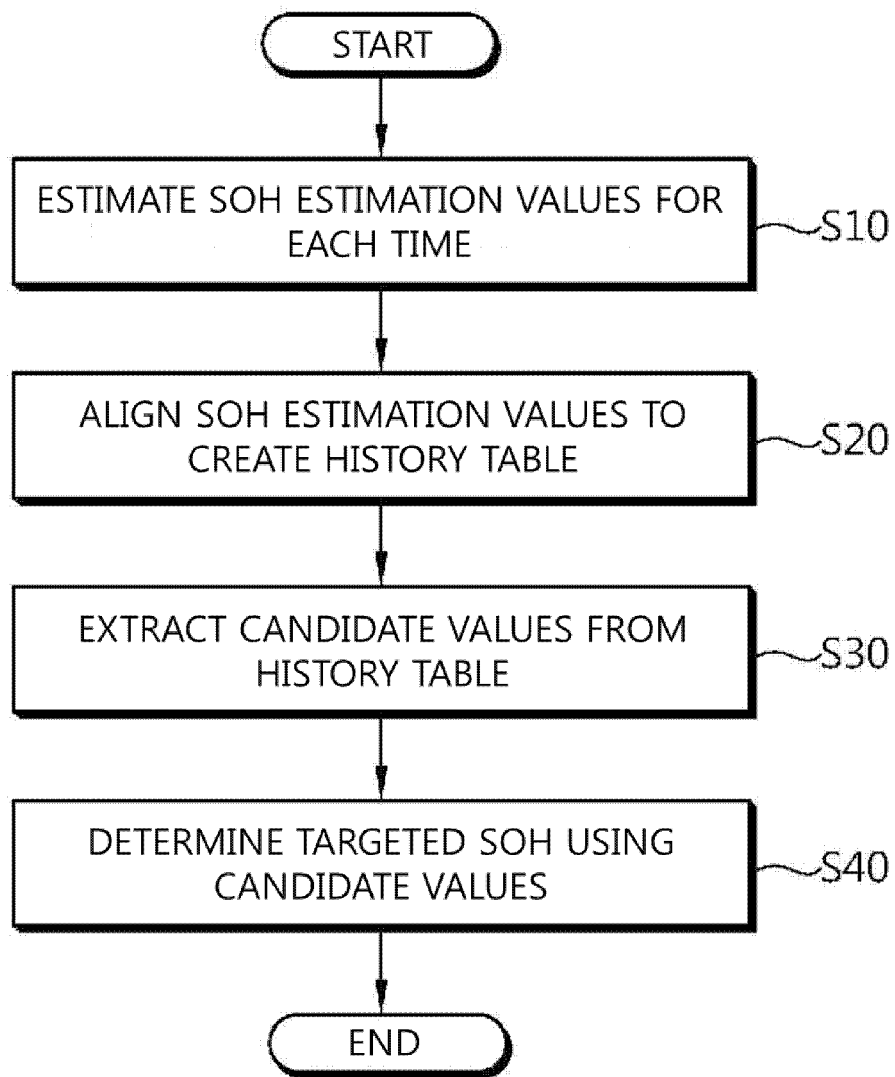 START
ESTIMATE SOH ESTIMATION VALUES FOR
EACH TIME
S10
ALIGN SOH ESTIMATION VALUES TO
CREATE HISTORY TABLE
S20
EXTRACT CANDIDATE VALUES FROM
HISTORY TABLE
S30
DETERMINE TARGETED SOH USING
CANDIDATE VALUES
S40
END